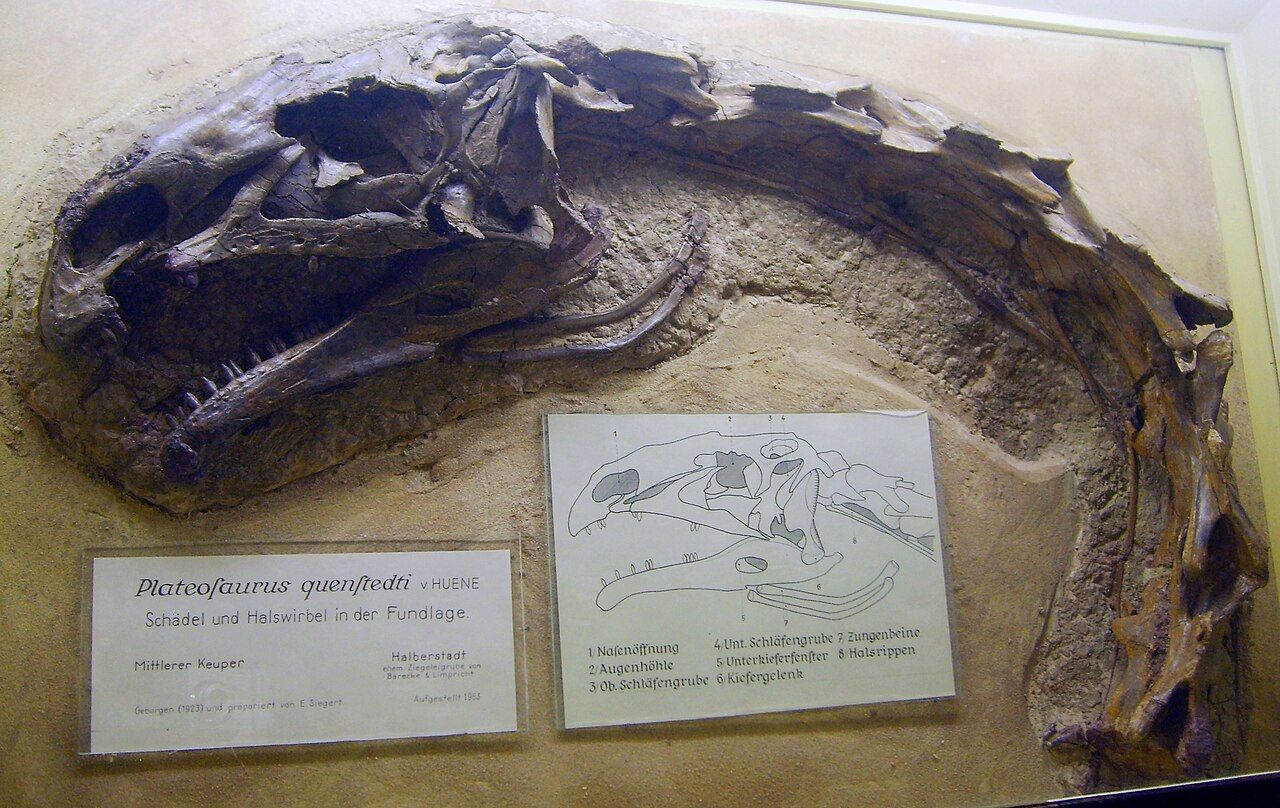 Plateoſaurus quenſtedti v. HUENE
Schädel und Halswirbel in der Fundlage.
Mittlerer Keuper
Halberstadt
ehem. Ziegeleigrube von
Barecke & Limpricht
Geborgen (1923) und präpariert von E. Siegert
Aufgestellt 1953
1 2 3 4
8
6
5 7
1/ Naſenöffnung 4/ Unt. Schläfengrube 7 Zungenbeine
2/ Augenhöhle 5/ Unterkieferfenſter 8 Halsrippen
3/ Ob. Schläfengrube 6/ Kiefergelenk